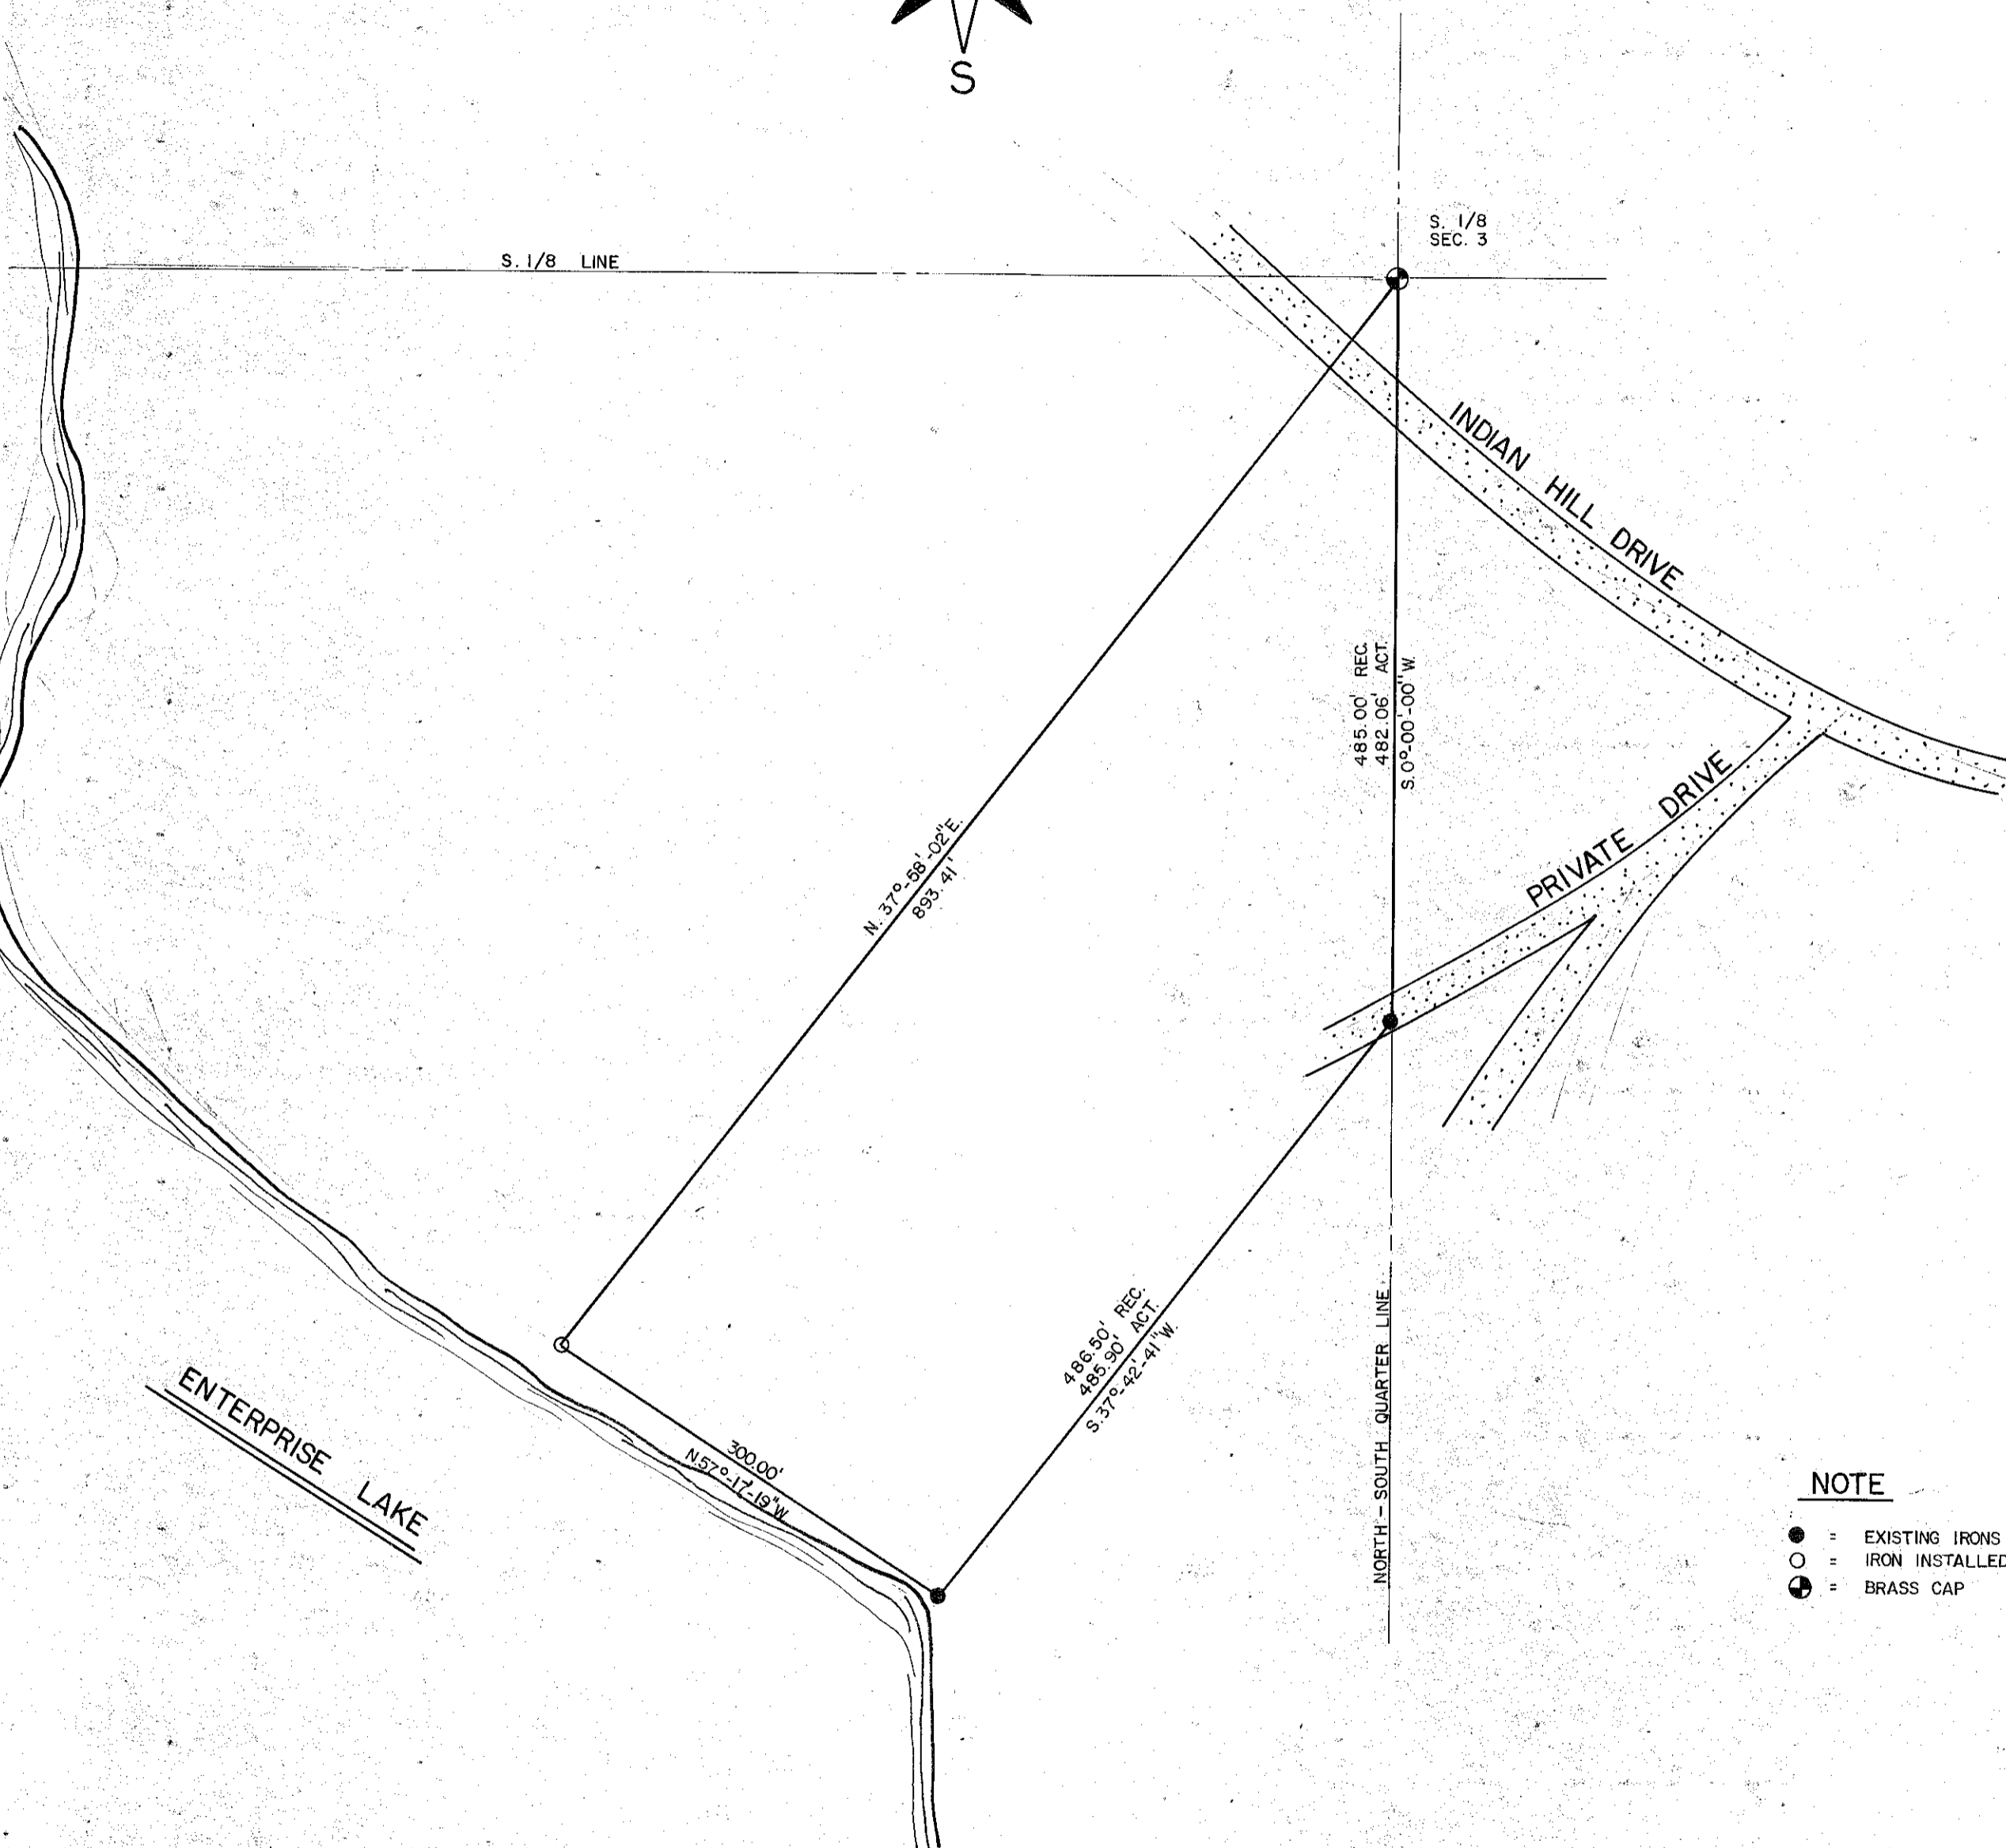 S
S. 1/8
SEC. 3
S. 1/8 LINE
INDIAN HILL DRIVE
485.00' REC.
482.06' ACT.
S. 0°-00'-00"W.
PRIVATE DRIVE
N. 37°-58'-02"E.
893.41'
486.50' REC.
485.90' ACT.
S. 37°-42'-41"W.
NORTH - SOUTH QUARTER LINE
300.00'
N.57°-17'-19"W
ENTERPRISE LAKE
NOTE
= EXISTING IRONS
= IRON INSTALLED
= BRASS CAP